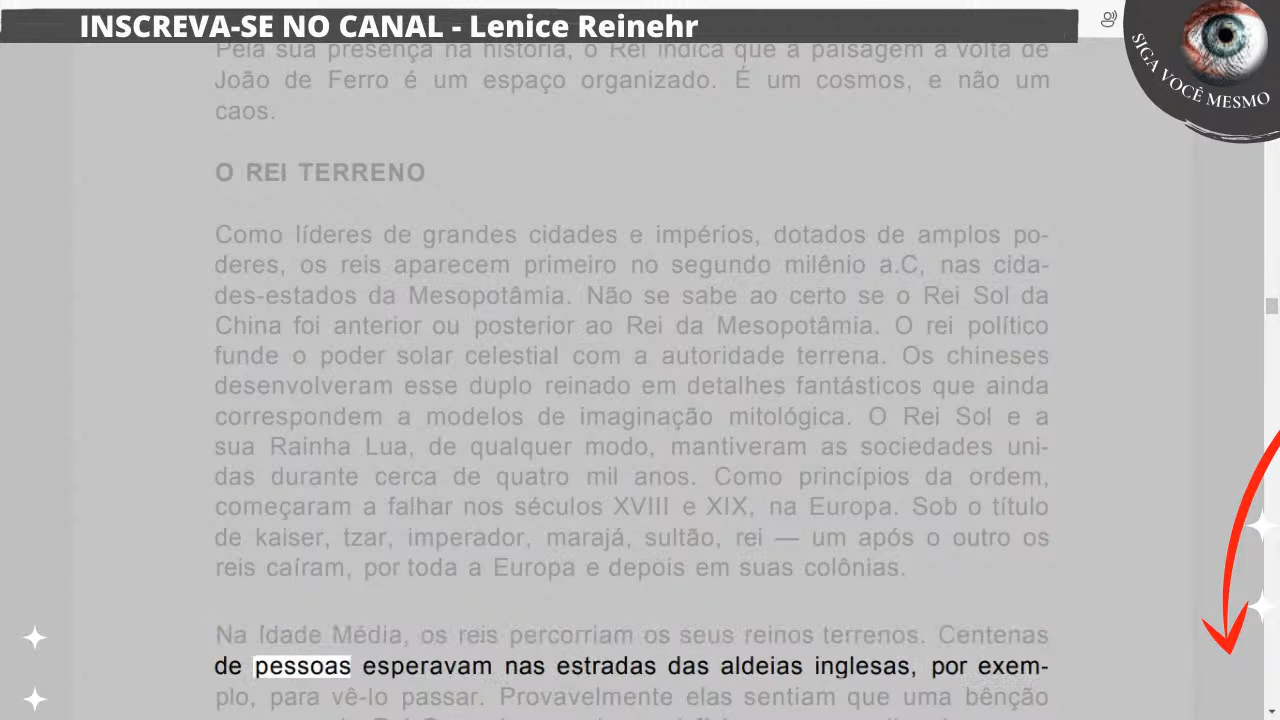 INSCREVA-SE NO CANAL - Lenice Reinehr
SIGA VOCÊ MESMO
Pela sua presença na história, o Rei indica que a paisagem à volta de
João de Ferro é um espaço organizado. É um cosmos, e não um
caos.
O REI TERRENO
Como líderes de grandes cidades e impérios, dotados de amplos po-
deres, os reis aparecem primeiro no segundo milênio a.C, nas cida-
des-estados da Mesopotâmia. Não se sabe ao certo se o Rei Sol da
China foi anterior ou posterior ao Rei da Mesopotâmia. O rei político
funde o poder solar celestial com a autoridade terrena. Os chineses
desenvolveram esse duplo reinado em detalhes fantásticos que ainda
correspondem a modelos de imaginação mitológica. O Rei Sol e a
sua Rainha Lua, de qualquer modo, mantiveram as sociedades uni-
das durante cerca de quatro mil anos. Como princípios da ordem,
começaram a falhar nos séculos XVIII e XIX, na Europa. Sob o título
de kaiser, tzar, imperador, marajá, sultão, rei — um após o outro os
reis caíram, por toda a Europa e depois em suas colônias.
Na Idade Média, os reis percorriam os seus reinos terrenos. Centenas
de pessoas esperavam nas estradas das aldeias inglesas, por exem-
plo, para vê-lo passar. Provavelmente elas sentiam que uma bênção